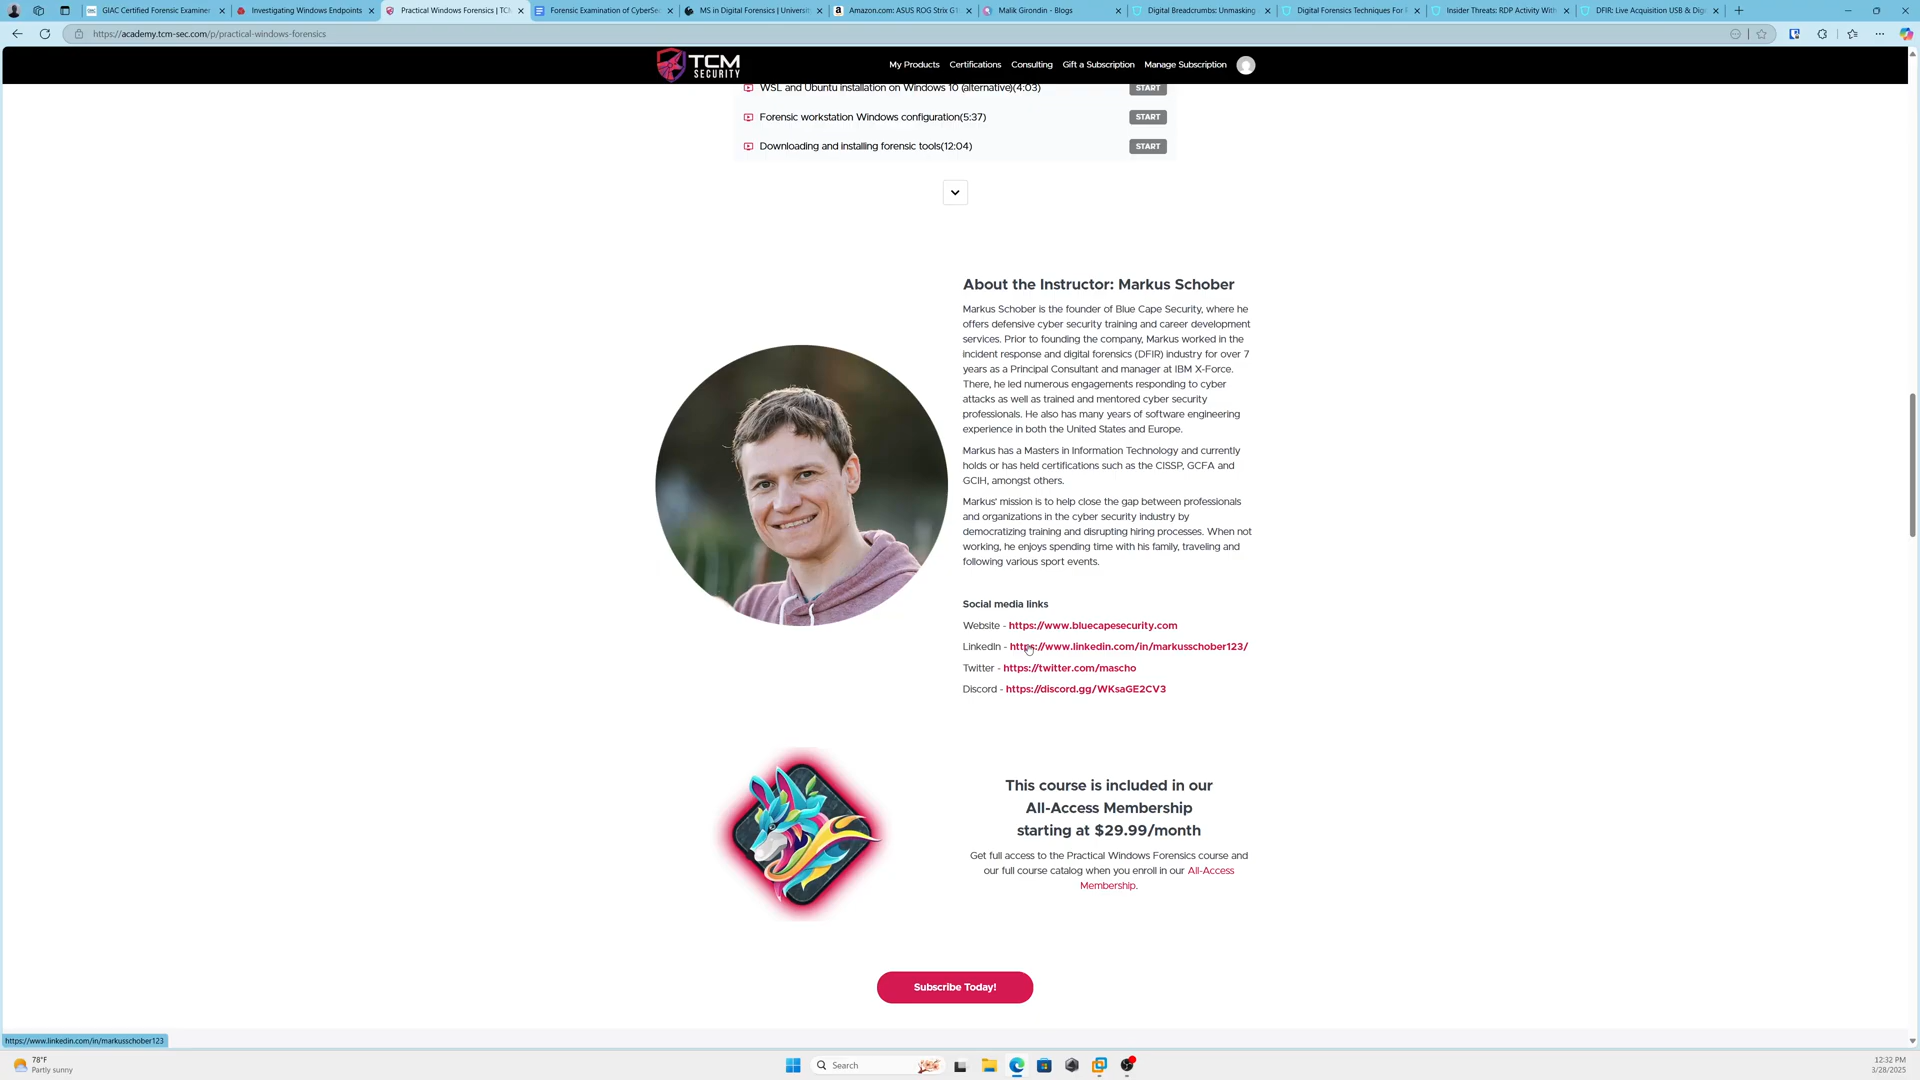 GIAC Certified Forensic Examiner
Investigating Windows Endpoints
Practical Windows Forensics | TCM
Forensic Examination of CyberSec
MS in Digital Forensics | Universit
Amazon.com: ASUS ROG Strix G1
Malik Girondin - Blogs
Digital Breadcrumbs: Unmasking
Digital Forensics Techniques For
Insider Threats: RDP Activity With
DFIR: Live Acquisition USB & Dig
https://academy.tcm-sec.com/p/practical-windows-forensics
TCM SECURITY
My Products
Certifications
Consulting
Gift a Subscription
Manage Subscription
WSL and Ubuntu installation on Windows 10 (alternative)(4:03)
START
Forensic workstation Windows configuration(5:37)
START
Downloading and installing forensic tools(12:04)
START
About the Instructor: Markus Schober
Markus Schober is the founder of Blue Cape Security, where he
offers defensive cyber security training and career development
services. Prior to founding the company, Markus worked in the
incident response and digital forensics (DFIR) industry for over 7
years as a Principal Consultant and manager at IBM X-Force.
There, he led numerous engagements responding to cyber
attacks as well as trained and mentored cyber security
professionals. He also has many years of software engineering
experience in both the United States and Europe.
Markus has a Masters in Information Technology and currently
holds or has held certifications such as the CISSP, GCFA and
GCIH, amongst others.
Markus' mission is to help close the gap between professionals
and organizations in the cyber security industry by
democratizing training and disrupting hiring processes. When not
working, he enjoys spending time with his family, traveling and
following various sport events.
Social media links
Website - https://www.bluecapesecurity.com
LinkedIn - https://www.linkedin.com/in/markusschober123/
Twitter - https://twitter.com/mascho
Discord - https://discord.gg/WKsaGE2CV3
This course is included in our
All-Access Membership
starting at $29.99/month
Get full access to the Practical Windows Forensics course and
our full course catalog when you enroll in our All-Access
Membership.
Subscribe Today!
https://www.linkedin.com/in/markusschober123
78°F
Partly sunny
Search
12:32 PM
3/28/2025